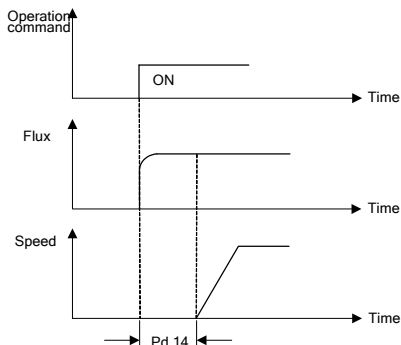 Operation
command
ON
Time
Flux
Time
Speed
Time
Pd.14